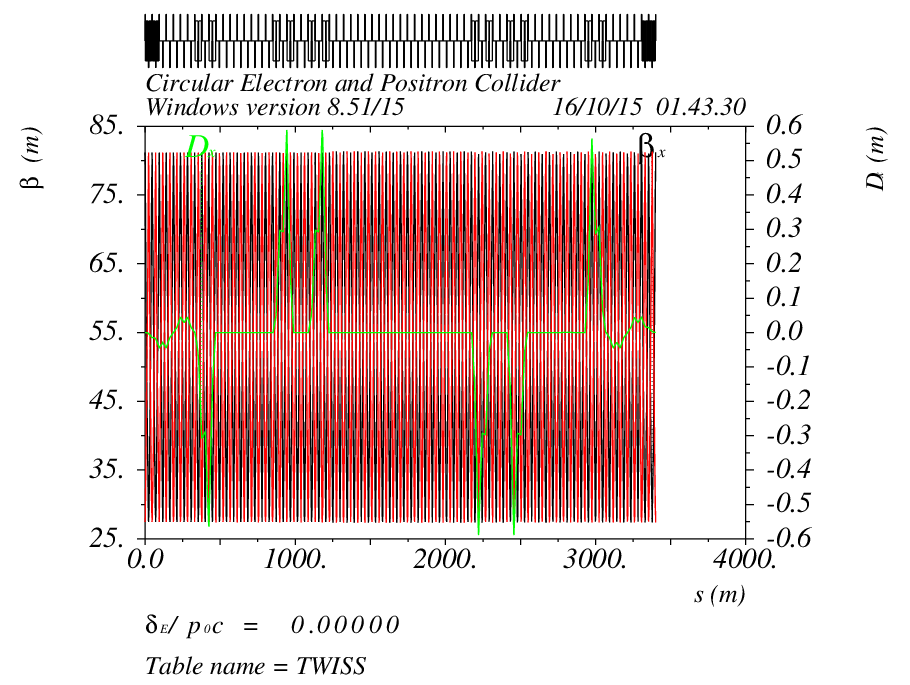 Circular Electron and Positron Collider
Windows version 8.51/15 16/10/15 01.43.30
β (m)
85.
75.
65.
55.
45.
35.
25.
Dx
βx
0.6
0.5
0.4
0.3
0.2
0.1
0.0
-0.1
-0.2
-0.3
-0.4
-0.5
-0.6
D (m)
0.0 1000. 2000. 3000. 4000.
s (m)
δE/ p0c = 0.00000
Table name = TWISS